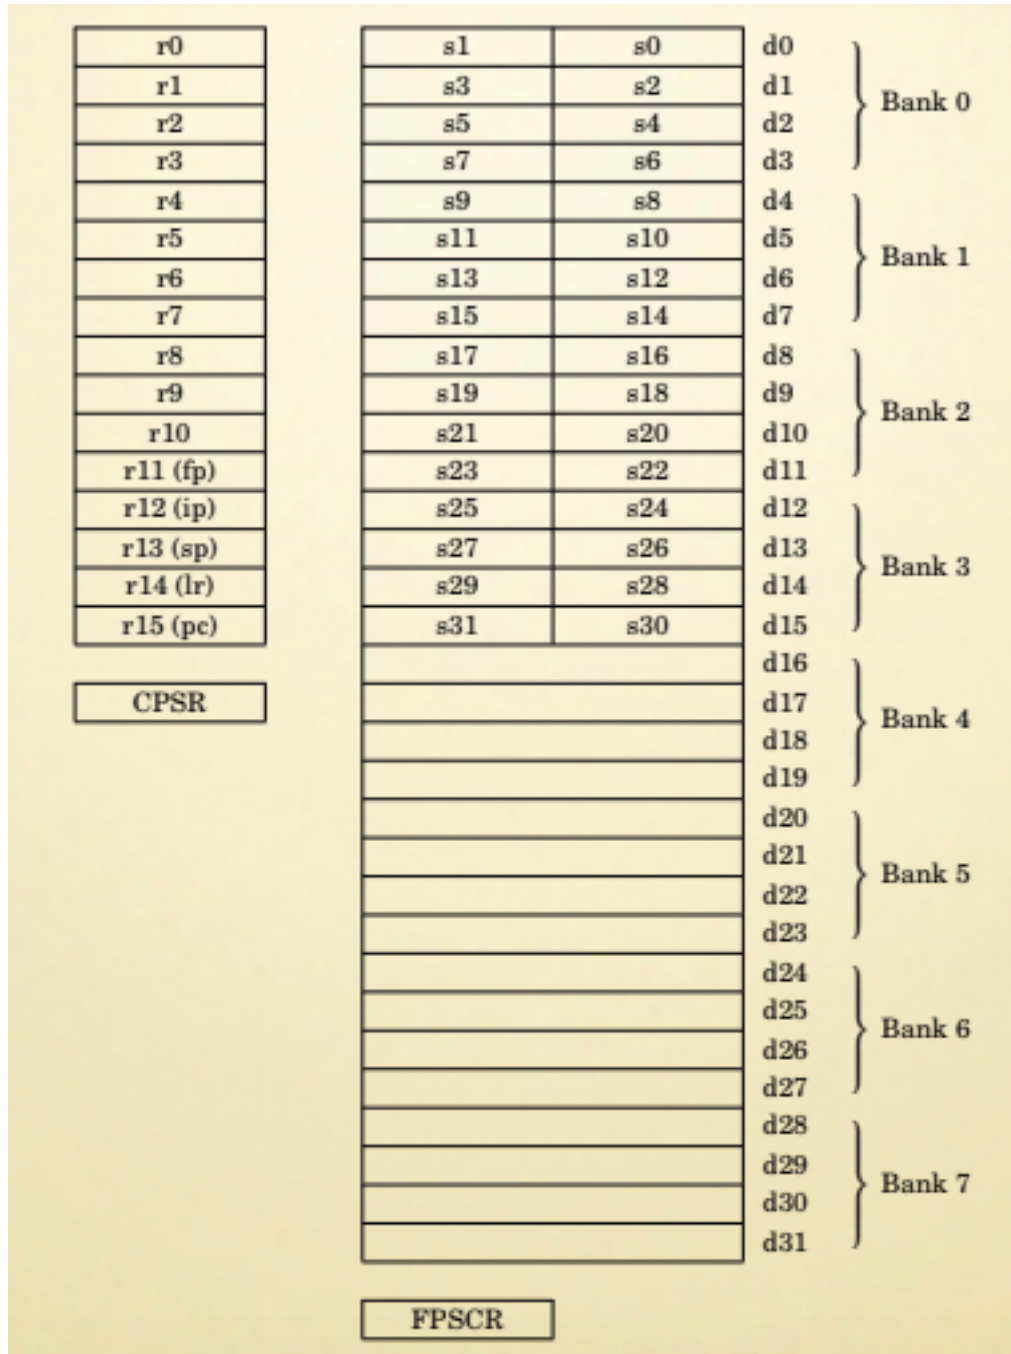 r0 s1 s0 d0
r1 s3 s2 d1 Bank 0
r2 s5 s4 d2
r3 s7 s6 d3
r4 s9 s8 d4
r5 s11 s10 d5 Bank 1
r6 s13 s12 d6
r7 s15 s14 d7
r8 s17 s16 d8
r9 s19 s18 d9 Bank 2
r10 s21 s20 d10
r11 (fp) s23 s22 d11
r12 (ip) s25 s24 d12
r13 (sp) s27 s26 d13 Bank 3
r14 (lr) s29 s28 d14
r15 (pc) s31 s30 d15
d16
CPSR d17 Bank 4
d18
d19
d20
d21 Bank 5
d22
d23
d24
d25 Bank 6
d26
d27
d28
d29 Bank 7
d30
d31
FPSCR